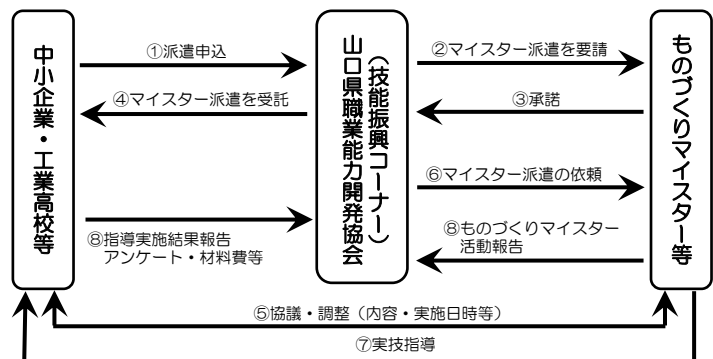 中小企業・工業高校等
①派遣申込
④マイスター派遣を受託
⑧指導実施結果報告
アンケート・材料費等
山口県職業能力開発協会
（技能振興コーナー）
②マイスター派遣を要請
③承諾
⑥マイスター派遣の依頼
⑧ものづくりマイスター
活動報告
ものづくりマイスター等
⑤協議・調整（内容・実施日時等）
⑦実技指導